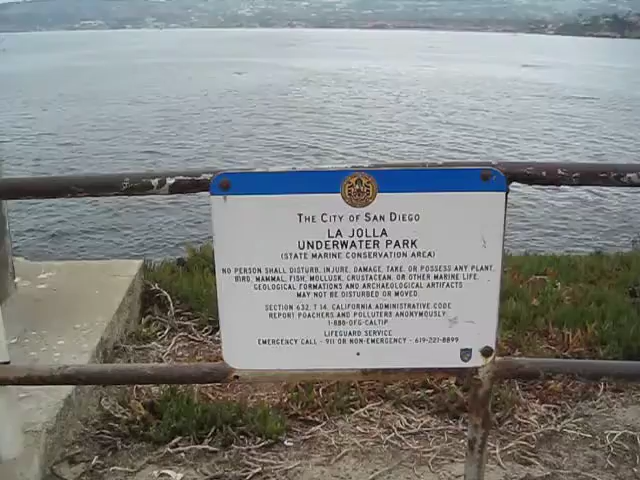 THE CITY OF SAN DIEGO
LA JOLLA
UNDERWATER PARK
(STATE MARINE CONSERVATION AREA)
NO PERSON SHALL DISTURB, INJURE, DAMAGE, TAKE, OR POSSESS ANY PLANT,
BIRD, MAMMAL, FISH, MOLLUSK, CRUSTACEAN, OR OTHER MARINE LIFE.
GEOLOGICAL FORMATIONS AND ARCHAEOLOGICAL ARTIFACTS
MAY NOT BE DISTURBED OR MOVED.
SECTION 632, T 14, CALIFORNIA ADMINISTRATIVE CODE
REPORT POACHERS AND POLLUTERS ANONYMOUSLY
1-888-DFG-CALTIP
LIFEGUARD SERVICE
EMERGENCY CALL - 911 OR NON-EMERGENCY - 619-221-8899